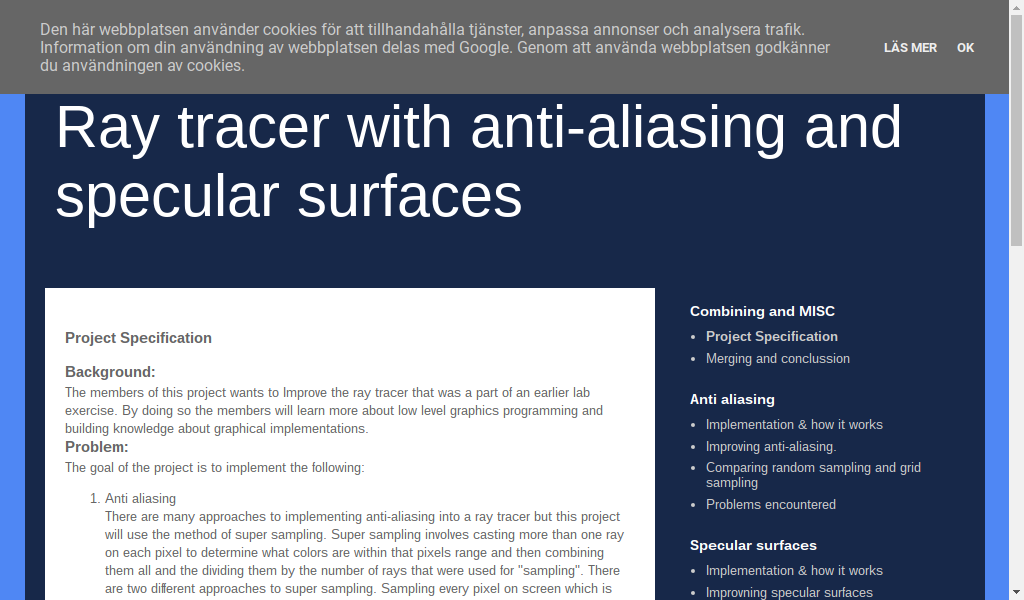 Den här webbplatsen använder cookies för att tillhandahålla tjänster, anpassa annonser och analysera trafik.
Information om din användning av webbplatsen delas med Google. Genom att använda webbplatsen godkänner
du användningen av cookies.
LÄS MER OK
Ray tracer with anti-aliasing and
specular surfaces
Project Specification
Background:
The members of this project wants to Improve the ray tracer that was a part of an earlier lab
exercise. By doing so the members will learn more about low level graphics programming and
building knowledge about graphical implementations.
Problem:
The goal of the project is to implement the following:
1. Anti aliasing
There are many approaches to implementing anti-aliasing into a ray tracer but this project
will use the method of super sampling. Super sampling involves casting more than one ray
on each pixel to determine what colors are within that pixels range and then combining
them all and the dividing them by the number of rays that were used for "sampling". There
are two different approaches to super sampling. Sampling every pixel on screen which is
Combining and MISC
• Project Specification
• Merging and conclussion
Anti aliasing
• Implementation & how it works
• Improving anti-aliasing.
• Comparing random sampling and grid
sampling
• Problems encountered
Specular surfaces
• Implementation & how it works
• Improvning specular surfaces